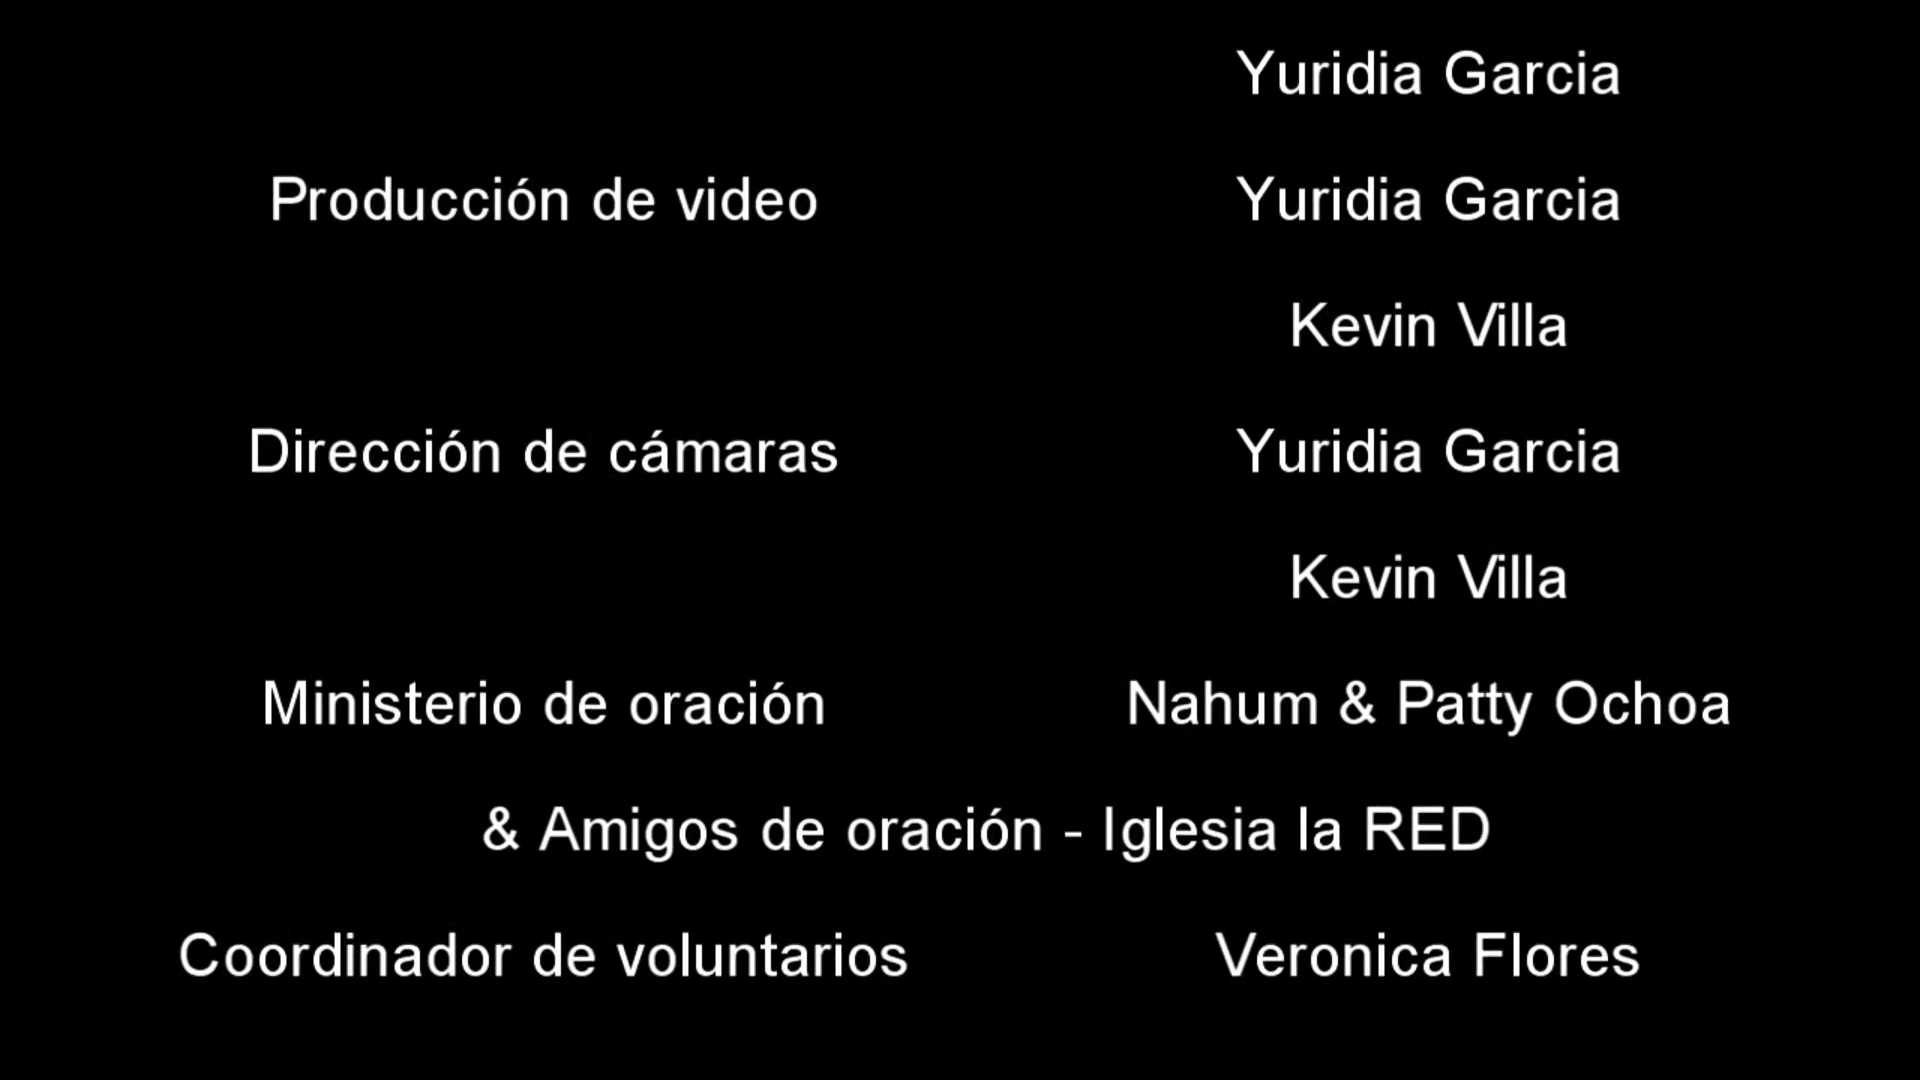 Yuridia Garcia
Producción de video Yuridia Garcia
Kevin Villa
Dirección de cámaras Yuridia Garcia
Kevin Villa
Ministerio de oración Nahum & Patty Ochoa
& Amigos de oración - Iglesia la RED
Coordinador de voluntarios Veronica Flores